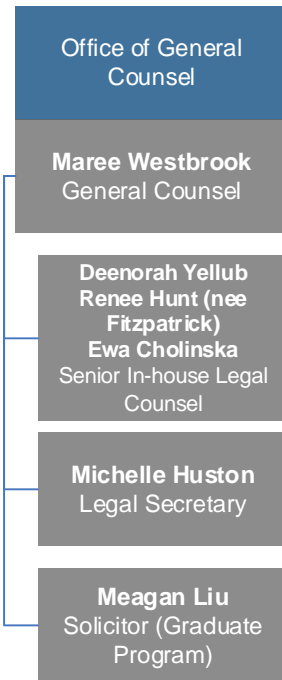 Office of General
Counsel
Maree Westbrook
General Counsel
Deenorah Yellub
Renee Hunt (nee
Fitzpatrick)
Ewa Cholinska
Senior In-house Legal
Counsel
Michelle Huston
Legal Secretary
Meagan Liu
Solicitor (Graduate
Program)